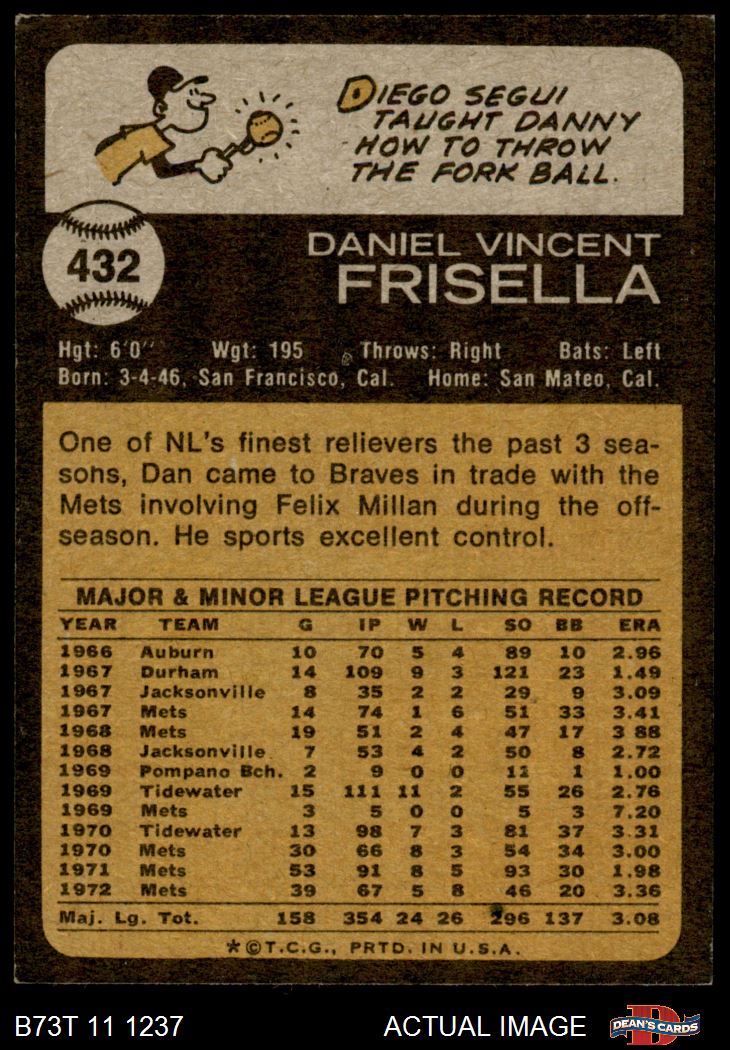 DIEGO SEGUI
TAUGHT DANNY
HOW TO THROW
THE FORK BALL.
432
DANIEL VINCENT
FRISELLA
Hgt: 6'0" Wgt: 195 Throws: Right Bats: Left
Born: 3-4-46, San Francisco, Cal. Home: San Mateo, Cal.
One of NL's finest relievers the past 3 sea-
sons, Dan came to Braves in trade with the
Mets involving Felix Millan during the off-
season. He sports excellent control.
MAJOR & MINOR LEAGUE PITCHING RECORD
YEAR TEAM G IP W L SO BB ERA
1966 Auburn 10 70 5 4 89 10 2.96
1967 Durham 14 109 9 3 121 23 1.49
1967 Jacksonville 8 35 2 2 29 9 3.09
1967 Mets 14 74 1 6 51 33 3.41
1968 Mets 19 51 2 4 47 17 3 88
1968 Jacksonville 7 53 4 2 50 8 2.72
1969 Pompano Bch. 2 9 0 0 11 1 1.00
1969 Tidewater 15 111 11 2 55 26 2.76
1969 Mets 3 5 0 0 5 3 7.20
1970 Tidewater 13 98 7 3 81 37 3.31
1970 Mets 30 66 8 3 54 34 3.00
1971 Mets 53 91 8 5 93 30 1.98
1972 Mets 39 67 5 8 46 20 3.36
Maj. Lg. Tot. 158 354 24 26 296 137 3.08
*©T.C.G., PRTD. IN U.S.A.
B73T 11 1237 ACTUAL IMAGE
DEAN'S CARDS